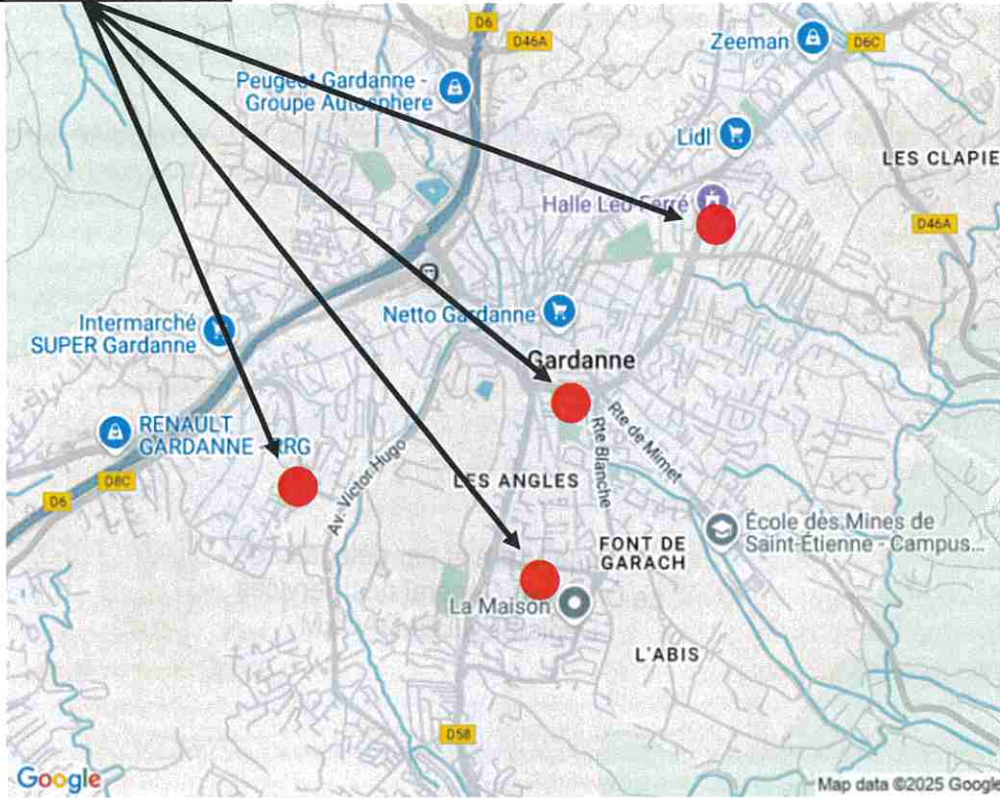 D6
D46A
Zeeman
D6C
Peugeot Gardanne -
Groupe Autosphere
Lidl
LES CLAPIE
Halle Léo Ferré
D46A
Netto Gardanne
Intermarché
SUPER Gardanne
Gardanne
Rte de Mimet
Rte Blanche
RENAULT
GARDANNE - RRG
Av. Victor Hugo
LES ANGLES
D8C
D6
École des Mines de
Saint-Étienne - Campus...
FONT DE
GARACH
La Maison
L'ABIS
D58
Google
Map data ©2025 Google